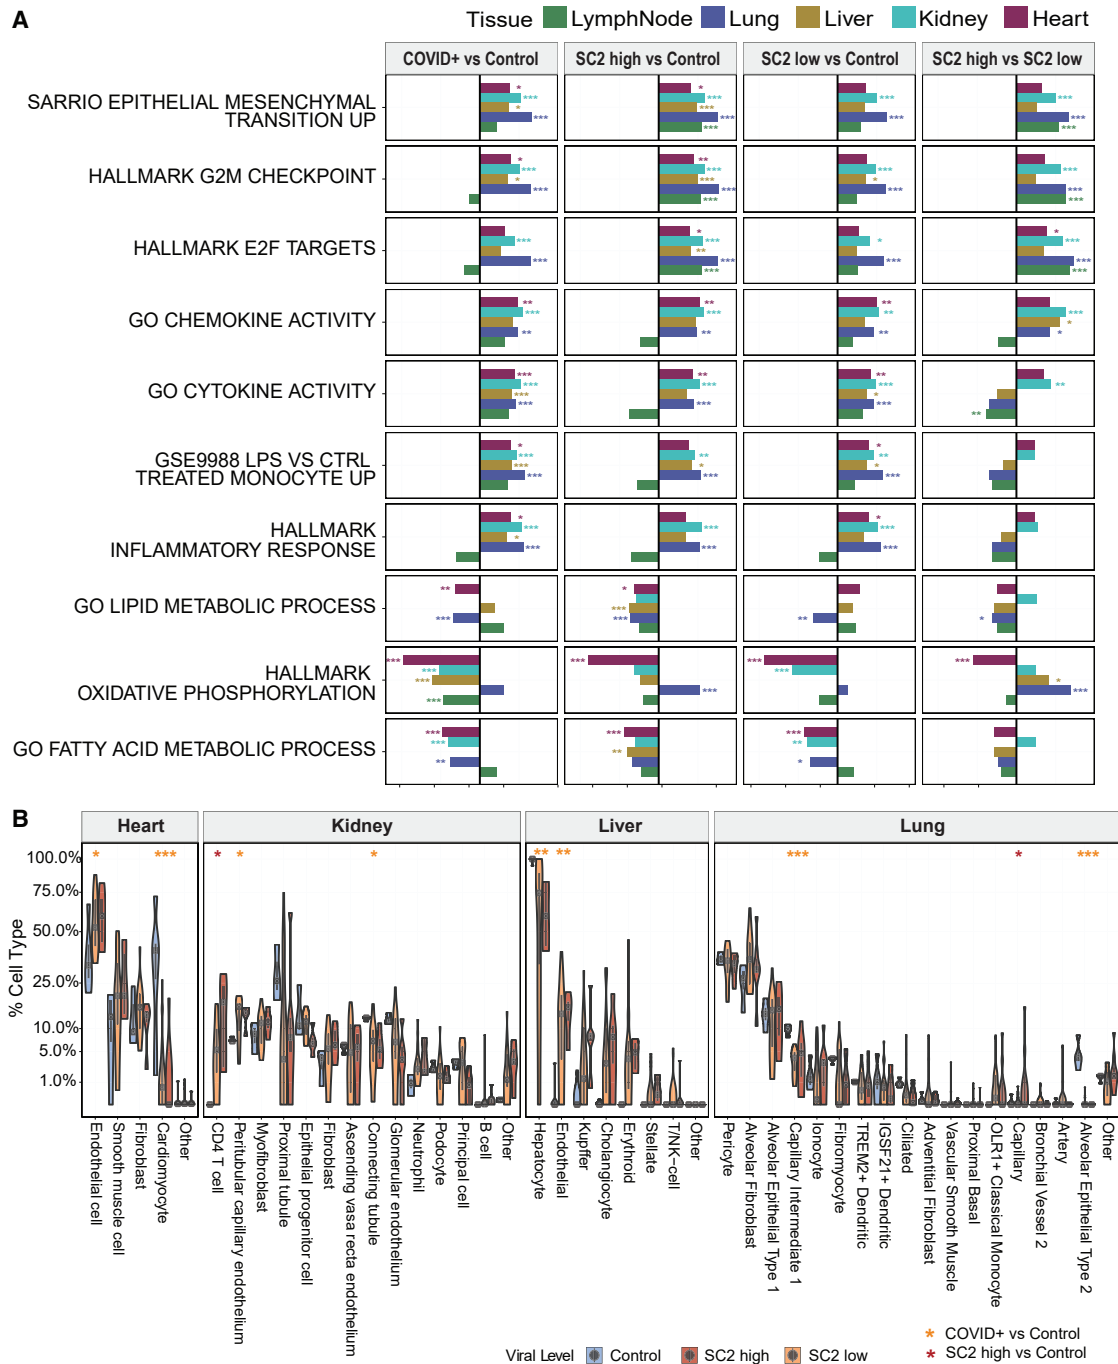 A
Tissue LymphNode Lung Liver Kidney Heart
COVID+ vs Control SC2 high vs Control SC2 low vs Control SC2 high vs SC2 low
SARRIO EPITHELIAL MESENCHYMAL
TRANSITION UP
HALLMARK G2M CHECKPOINT
HALLMARK E2F TARGETS
GO CHEMOKINE ACTIVITY
GO CYTOKINE ACTIVITY
GSE9988 LPS VS CTRL
TREATED MONOCYTE UP
HALLMARK
INFLAMMATORY RESPONSE
GO LIPID METABOLIC PROCESS
HALLMARK
OXIDATIVE PHOSPHORYLATION
GO FATTY ACID METABOLIC PROCESS
B
Heart Kidney Liver Lung
% Cell Type
100.0%
75.0%
50.0%
25.0%
10.0%
5.0%
1.0%
Endothelial cell
Smooth muscle cell
Fibroblast
Cardiomyocyte
Other
CD4 T cell
Peritubular capillary endothelium
Myofibroblast
Proximal tubule
Epithelial progenitor cell
Fibroblast
Ascending vasa recta endothelium
Connecting tubule
Glomerular endothelium
Neutrophil
Podocyte
Principal cell
B cell
Other
Hepatocyte
Endothelial
Kupffer
Cholangiocyte
Erythroid
Stellate
T/NK−cell
Other
Pericyte
Alveolar Fibroblast
Alveolar Epithelial Type 1
Capillary Intermediate 1
Ionocyte
Fibromyocyte
TREM2+ Dendritic
IGSF21+ Dendritic
Ciliated
Adventitial Fibroblast
Vascular Smooth Muscle
Proximal Basal
OLR1+ Classical Monocyte
Capillary
Bronchial Vessel 2
Artery
Alveolar Epithelial Type 2
Other
Viral Level Control SC2 high SC2 low
* COVID+ vs Control
* SC2 high vs Control